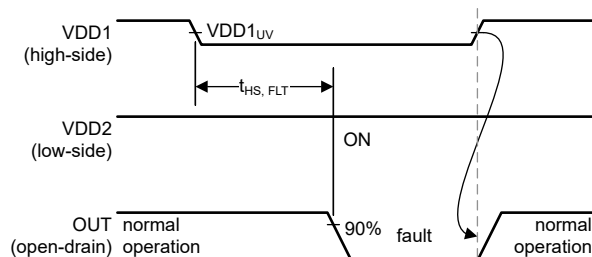 VDD1
(high-side)
VDD1UV
tHS, FLT
VDD2
(low-side)
ON
OUT
(open-drain)
normal
operation
90%
fault
normal
operation